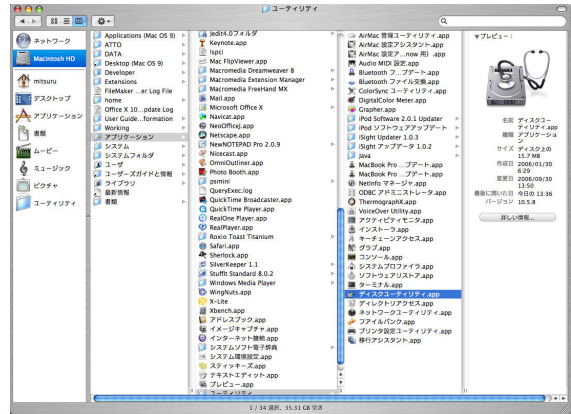 ユーティリティ
ネットワーク
Macintosh HD
mitsuru
デスクトップ
アプリケーション
書類
ムービー
ミュージック
ピクチャ
ユーティリティ
Applications (Mac OS 9)
ATTO
DATA
Desktop (Mac OS 9)
Developer
Extensions
FileMaker ...er Log File
home
Office X 10...pdate Log
User Guide...formation
Working
アプリケーション
システム
システムフォルダ
ユーザ
ユーザーズガイドと情報
ライブラリ
最新情報
書類
jedit4.0フォルダ
Keynote.app
lspci
Mac FlipViewer.app
Macromedia Dreamweaver 8
Macromedia Extension Manager
Macromedia FreeHand MX
Mail.app
Microsoft Office X
Navicat.app
NeoOfficeJ.app
Netscape.app
NewNOTEPAD PRO 2.0.9
Nicecast.app
OmniOutliner.app
Photo Booth.app
psmini
QueryExec.log
QuickTime Broadcaster.app
QuickTime Player.app
RealOne Player.app
RealPlayer.app
Roxio Toast Titanium
Safari.app
Sherlock.app
SilverKeeper 1.1
StuffIt Standard 8.0.2
Windows Media Player
WingNuts.app
X-Lite
Xbench.app
アドレスブック.app
イメージキャプチャ.app
インターネット接続.app
システムソフト電子辞典
システム環境設定.app
スティッキーズ.app
テキストエディット.app
プレビュー.app
ユーティリティ
AirMac 管理ユーティリティ.app
AirMac 設定アシスタント.app
AirMac 設定ア...now 用) .app
Audio MIDI 設定.app
Bluetooth フ...プデート.app
Bluetooth ファイル交換.app
ColorSync ユーティリティ.app
DigitalColor Meter.app
Grapher.app
iPod Software 2.0.1 Updater
iPod ソフトウェアアップデート
iSight Updater 1.0.3
iSight アップデータ 1.0.2
Java
MacBook Pro ...プデート.app
MacBook Pro ...プデート.app
NetInfo マネージャ.app
ODBC アドミニストレータ.app
ThermographX.app
VoiceOver Utility.app
アクティビティモニタ.app
インストーラ.app
キーチェーンアクセス.app
グラブ.app
コンソール.app
システムプロファイラ.app
ソフトウェアリストア.app
ターミナル.app
ディスクユーティリティ.app
ディレクトリアクセス.app
ネットワークユーティリティ.app
ファイルバンク.app
プリンタ設定ユーティリティ.app
移行アシスタント.app
▼プレビュー：
名前 ディスクユー
ティリティ.app
種類 アプリケーショ
ン
サイズ ディスク上の
15.7 MB
作成日 2006/01/30
6:29
変更日 2006/09/30
13:50
最後に開いた日 今日の 13:36
バージョン 10.5.8
詳しい情報...
1 / 34 選択、35.31 GB 空き